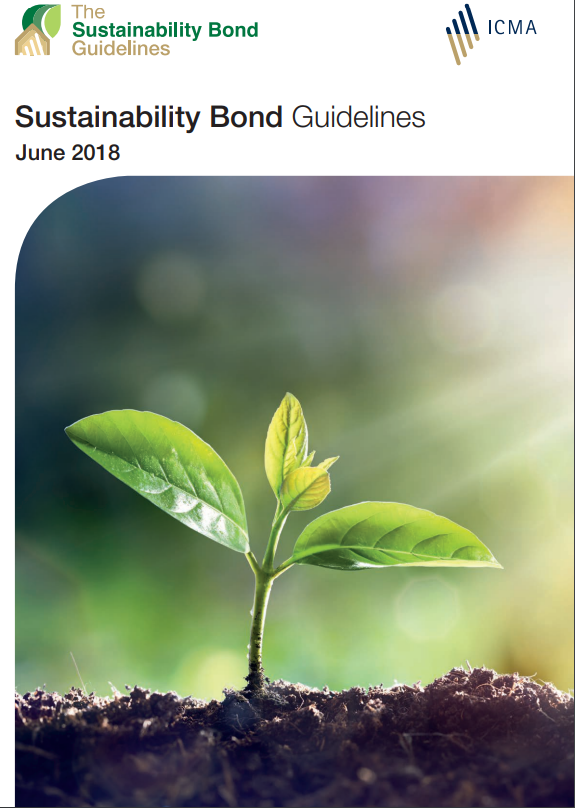 The
Sustainability Bond
Guidelines
ICMA
Sustainability Bond Guidelines
June 2018